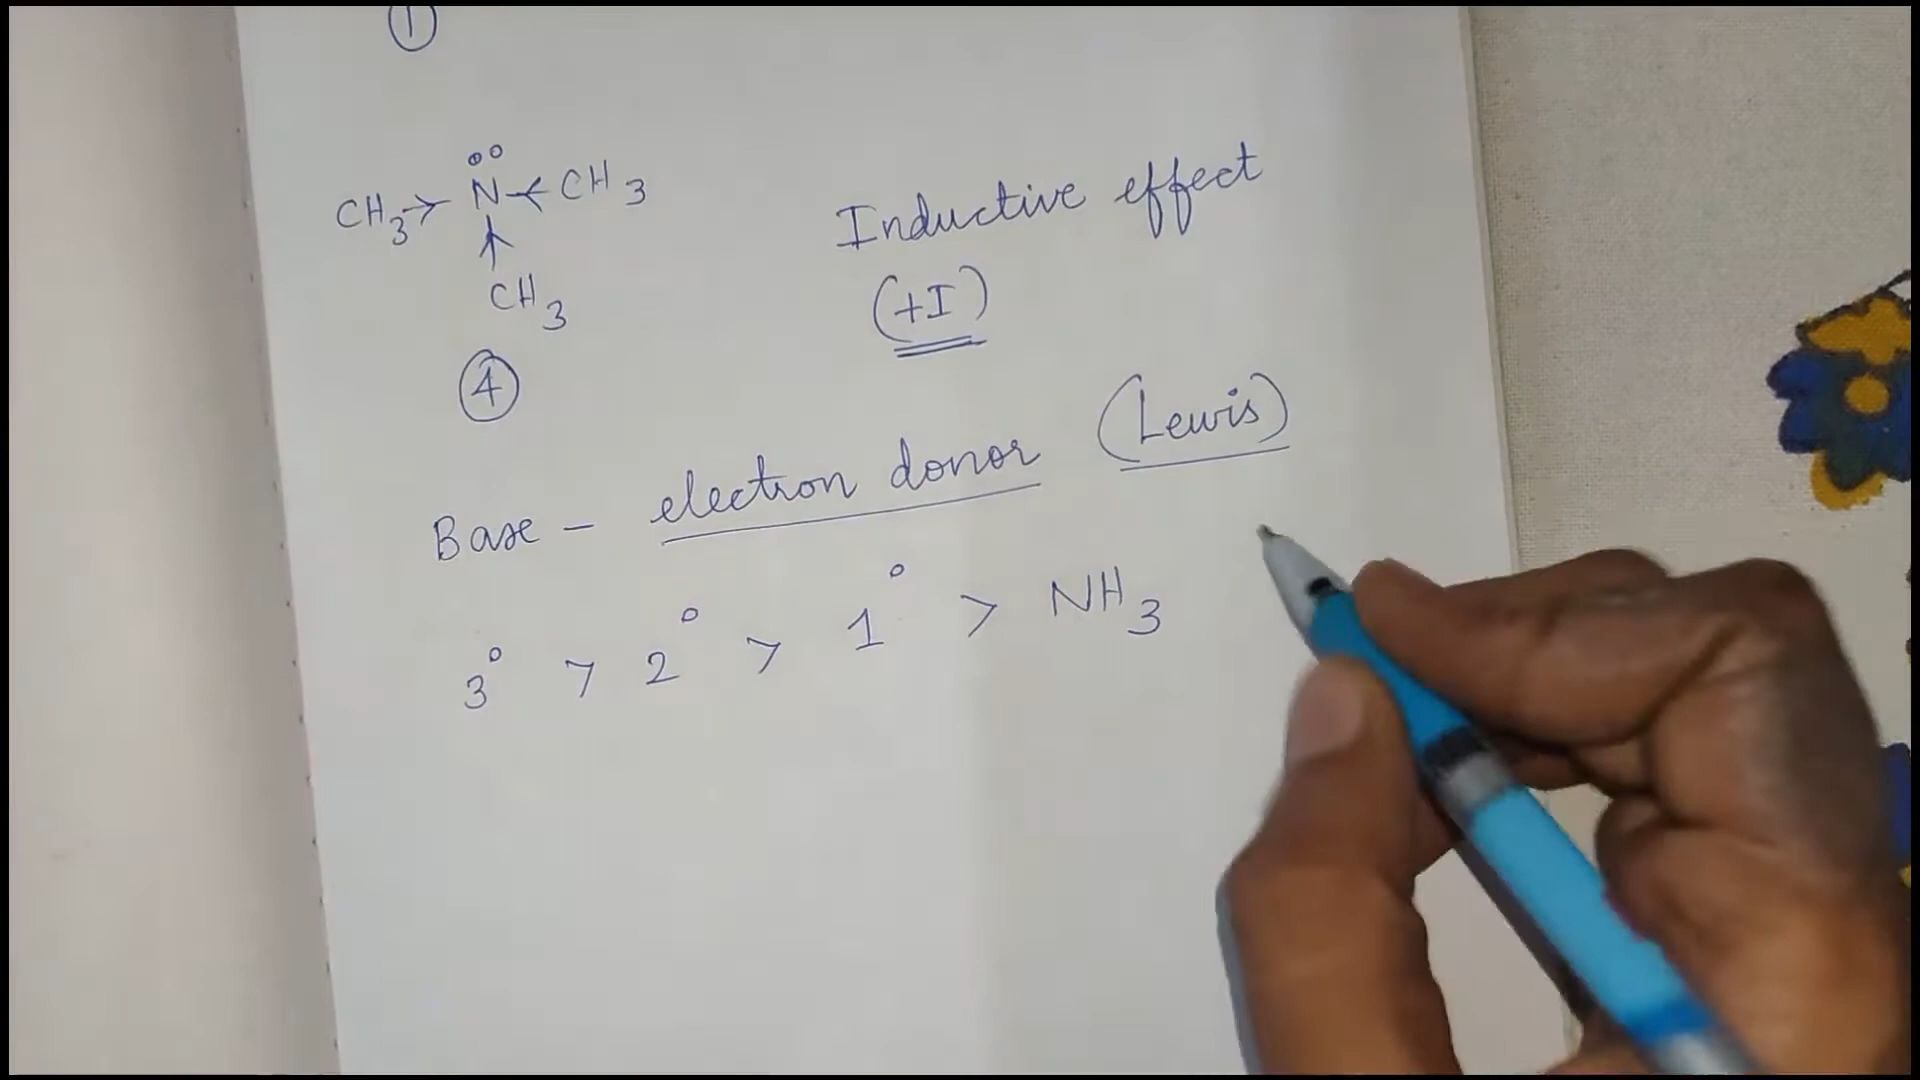 ①
CH3 → N̈ ← CH3
↑
CH3
④
Inductive effect
(+I)
Base - electron donor (Lewis)
3° > 2° > 1° > NH3